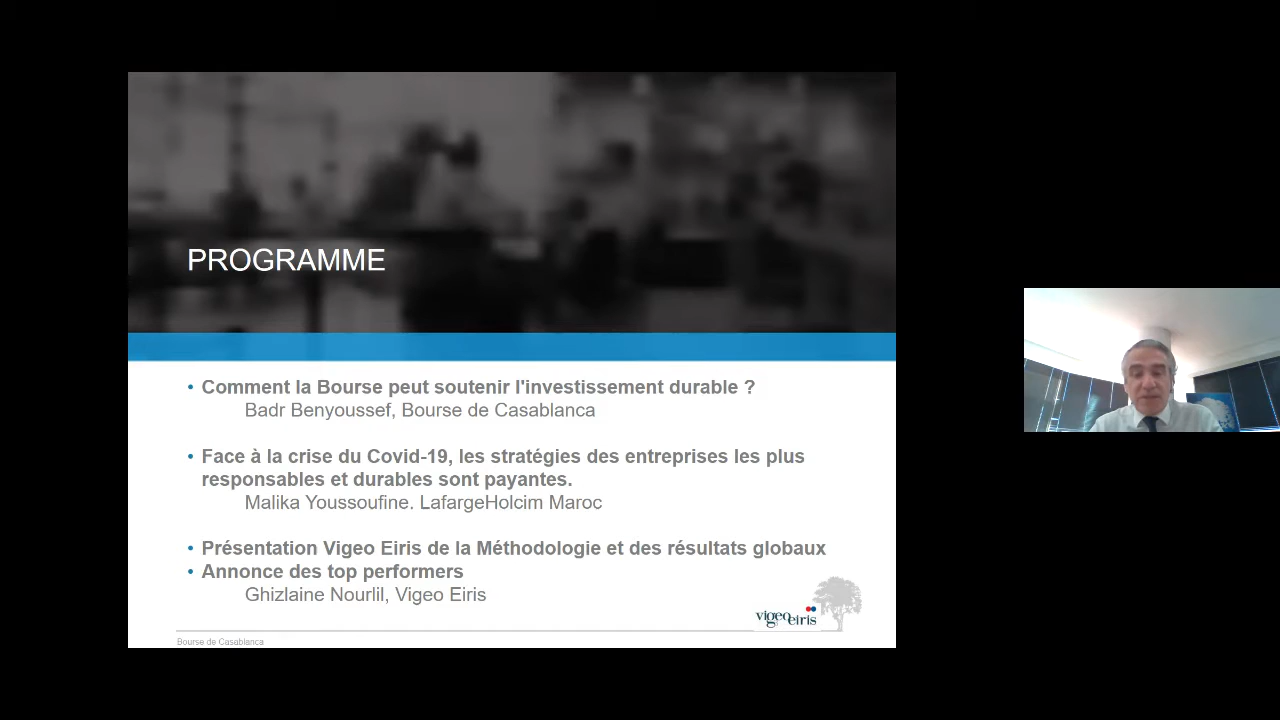 PROGRAMME
• Comment la Bourse peut soutenir l'investissement durable ?
Badr Benyoussef, Bourse de Casablanca
• Face à la crise du Covid-19, les stratégies des entreprises les plus
responsables et durables sont payantes.
Malika Youssoufine. LafargeHolcim Maroc
• Présentation Vigeo Eiris de la Méthodologie et des résultats globaux
• Annonce des top performers
Ghizlaine Nourlil, Vigeo Eiris
vigeo eiris
Bourse de Casablanca